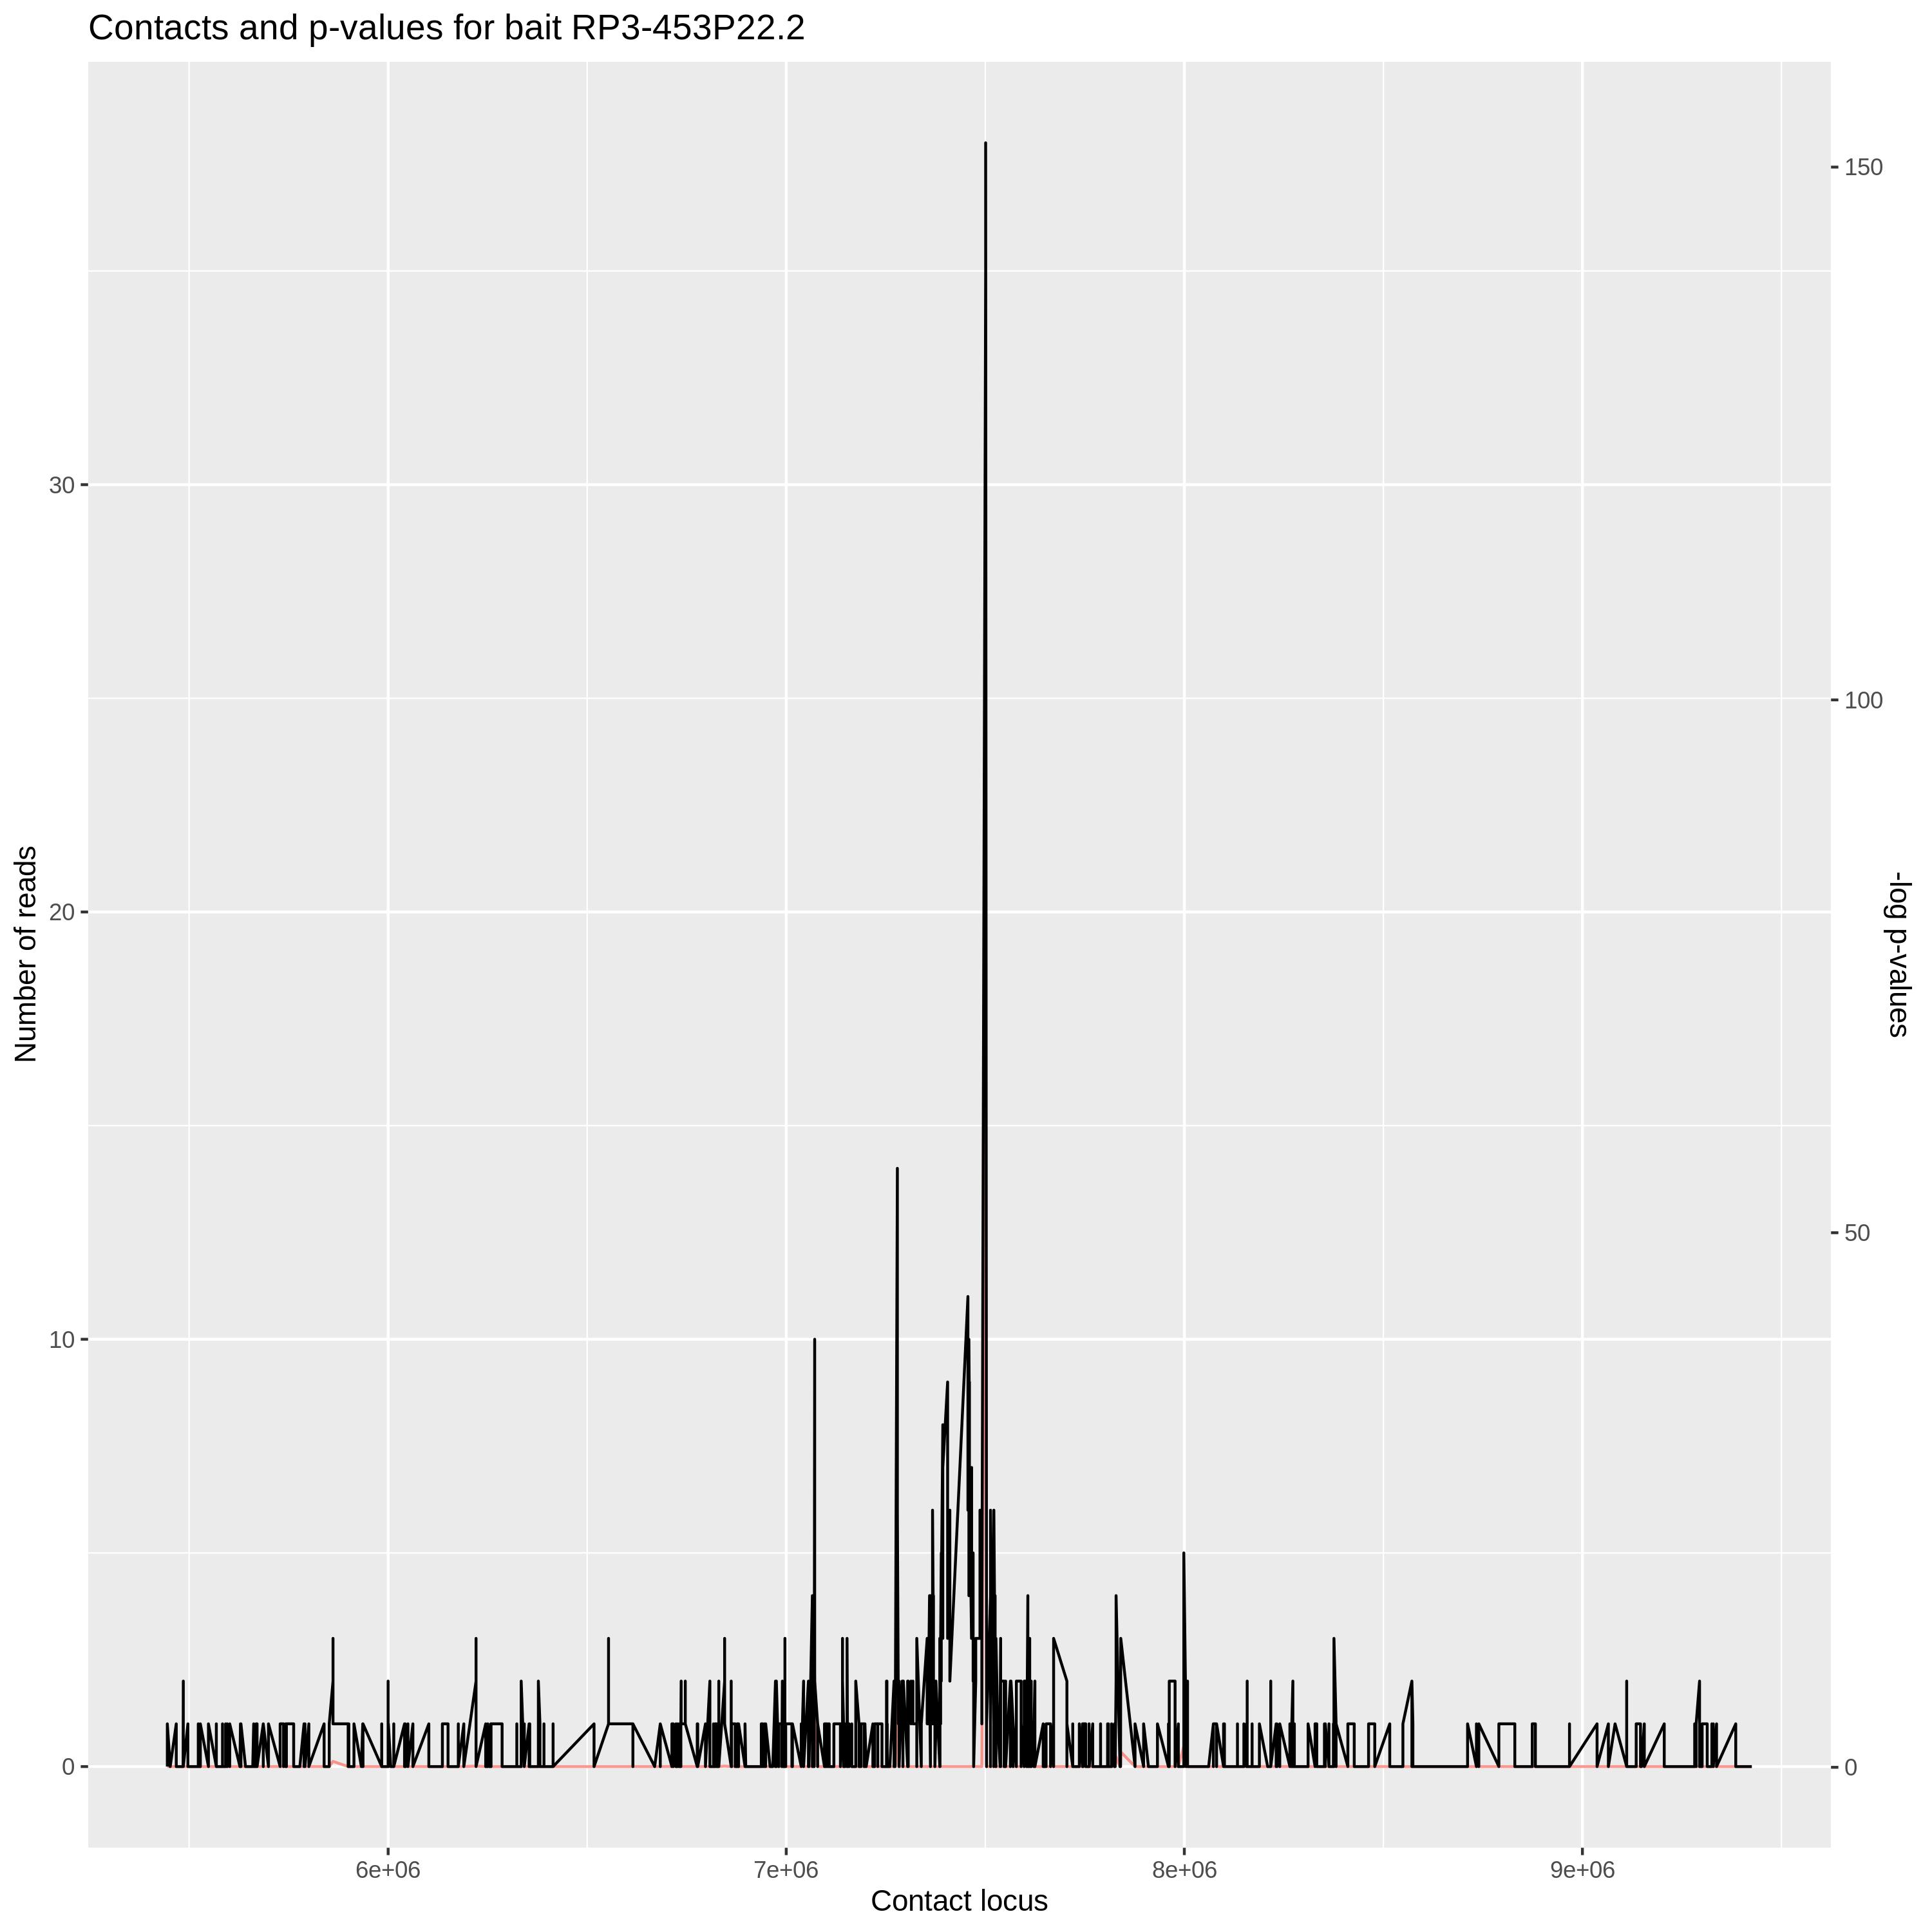 Contacts and p-values for bait RP3-453P22.2
Number of reads
30
20
10
0
150
100
50
0
-log p-values
6e+06
7e+06
8e+06
9e+06
Contact locus